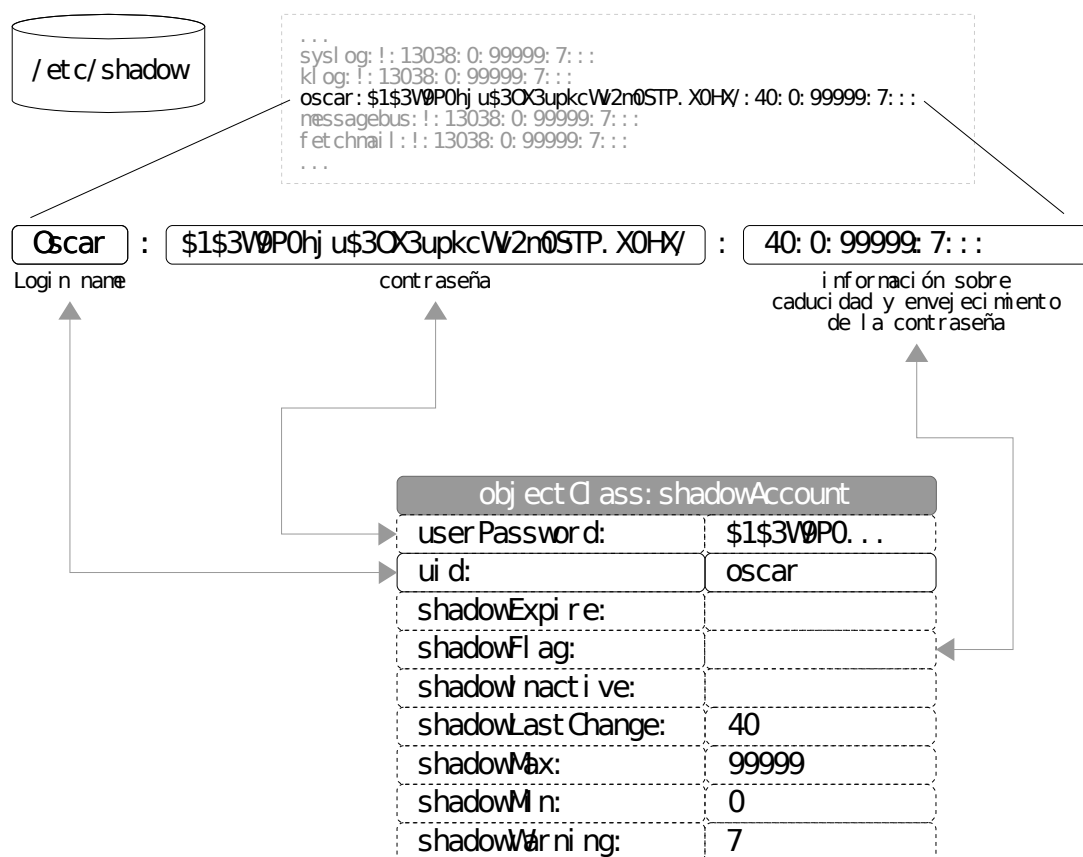 /etc/shadow
...
syslog:!:13038:0:99999:7:::
klog:!:13038:0:99999:7:::
oscar:$1$3W9P0hju$3OX3upkcWv2m0STP.X0HX/:40:0:99999:7:::
messagebus:!:13038:0:99999:7:::
fetchmail:!:13038:0:99999:7:::
...
Oscar : $1$3W9P0hju$3OX3upkcWv2m0STP.X0HX/ : 40:0:99999:7:::
Login name
contraseña
información sobre
caducidad y envejecimiento
de la contraseña
objectClass:shadowAccount
userPassword: $1$3W9P0...
uid: oscar
shadowExpire:
shadowFlag:
shadowInactive:
shadowLastChange: 40
shadowMax: 99999
shadowMin: 0
shadowWarning: 7